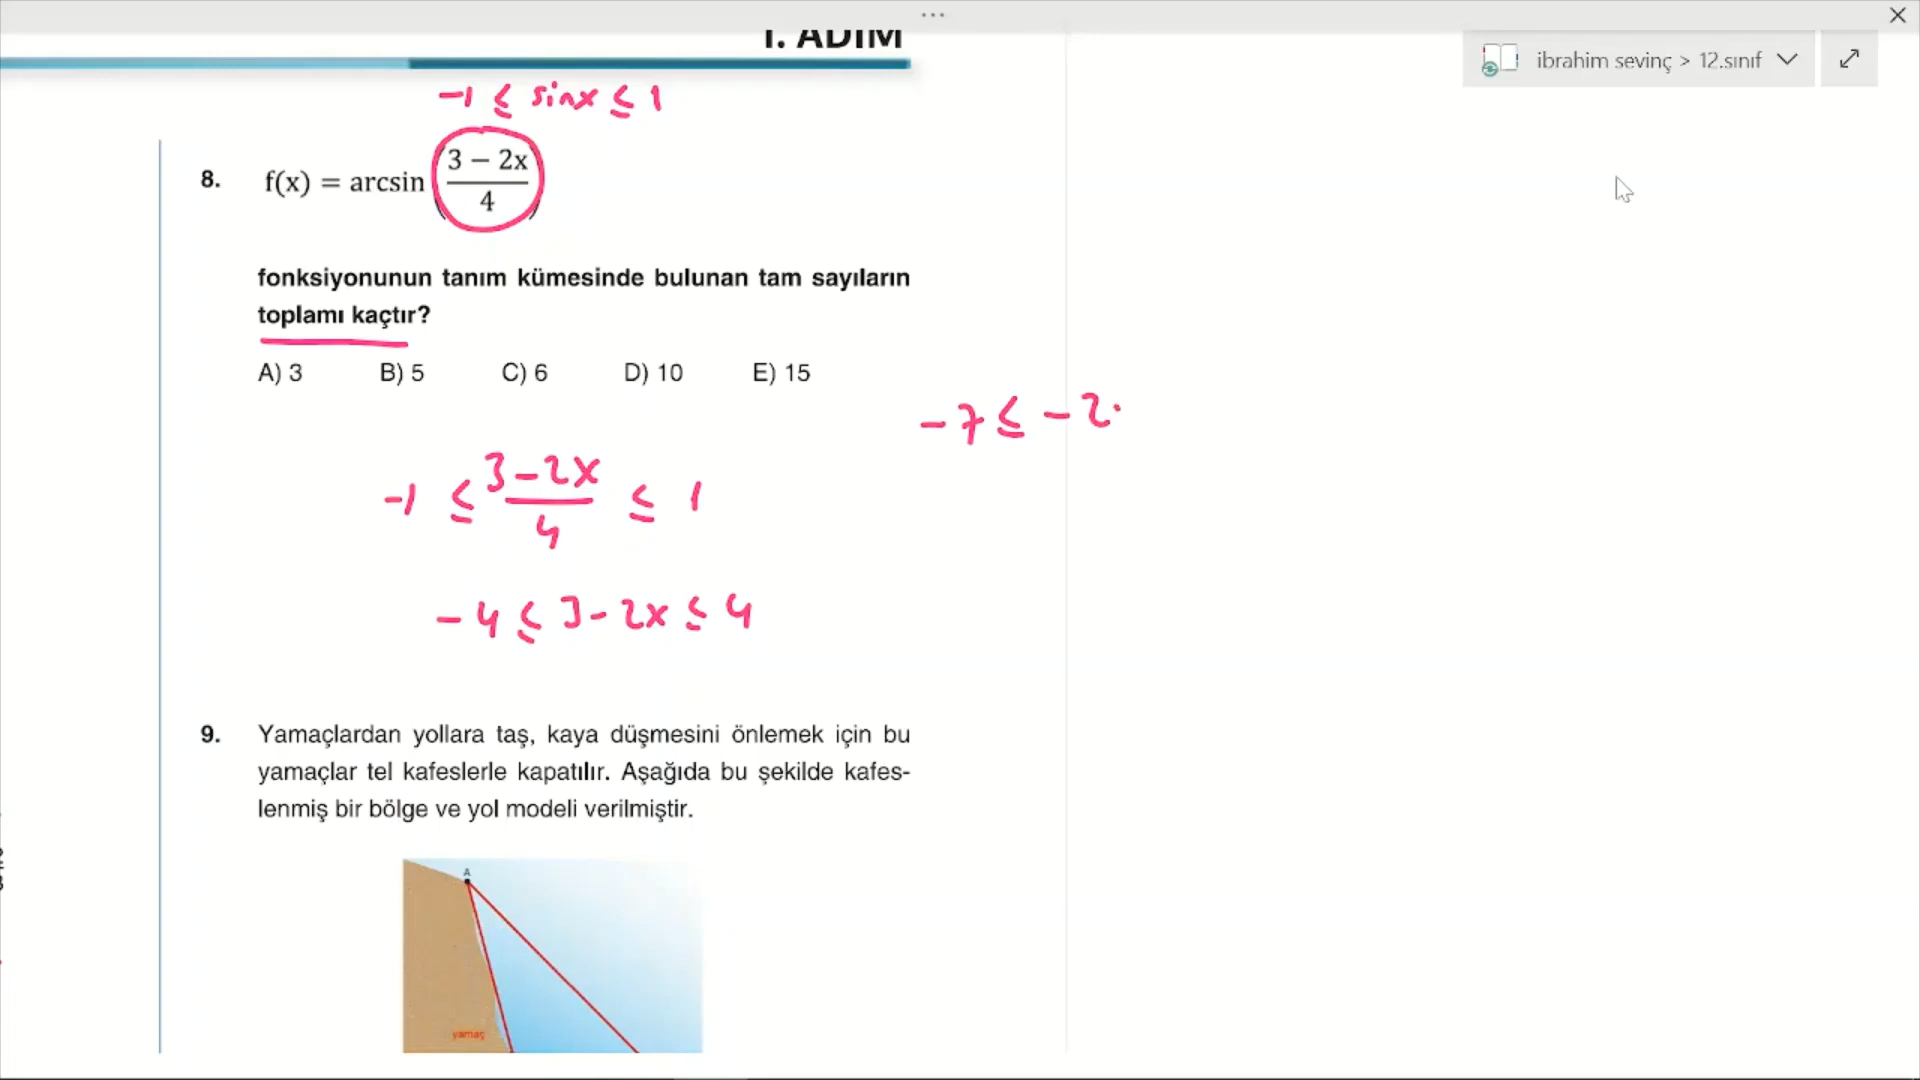 ibrahim sevinç > 12.sınıf
1. ADIM
-1 ≤ sinx ≤ 1
8. f(x) = arcsin (3 − 2x / 4)
fonksiyonunun tanım kümesinde bulunan tam sayıların
toplamı kaçtır?
A) 3 B) 5 C) 6 D) 10 E) 15
-7 ≤ -2
-1 ≤ 3-2x / 4 ≤ 1
-4 ≤ 3-2x ≤ 4
9. Yamaçlardan yollara taş, kaya düşmesini önlemek için bu
yamaçlar tel kafeslerle kapatılır. Aşağıda bu şekilde kafes-
lenmiş bir bölge ve yol modeli verilmiştir.
A
yamaç